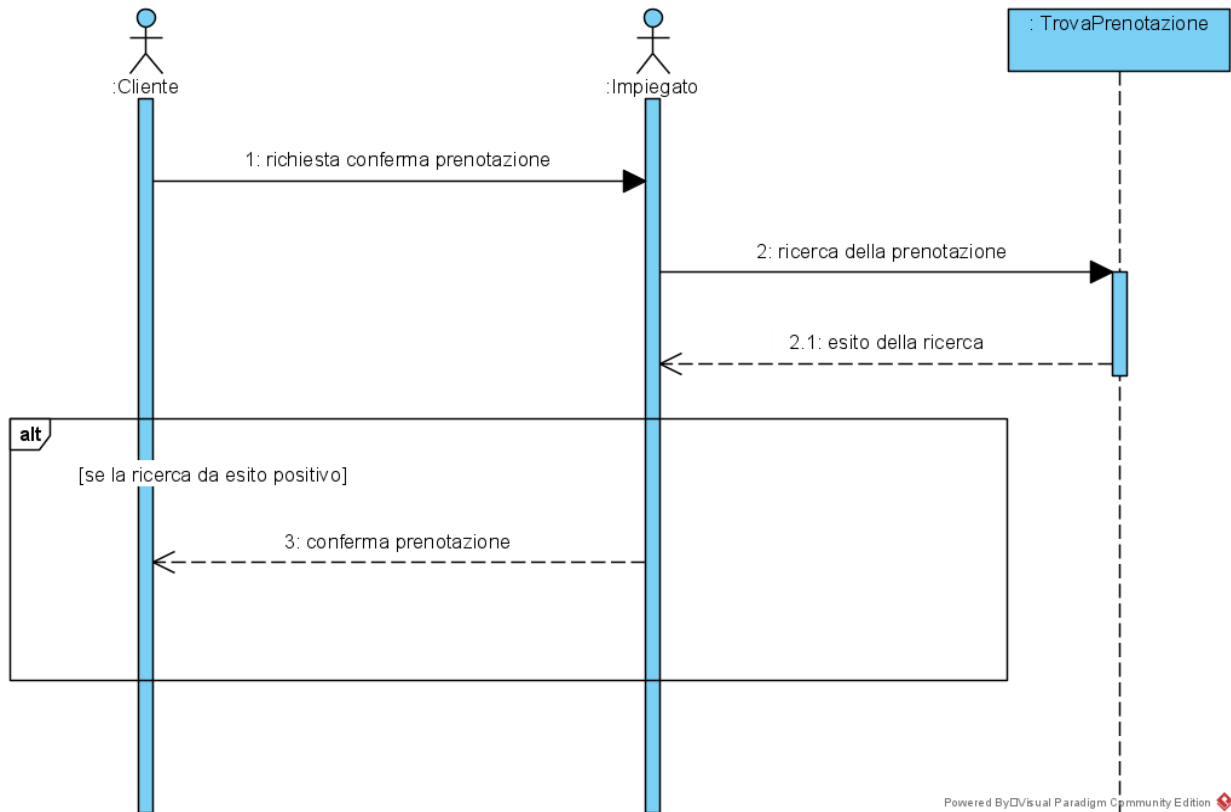 : TrovaPrenotazione
:Cliente
:Impiegato
1: richiesta conferma prenotazione
2: ricerca della prenotazione
2.1: esito della ricerca
alt
[se la ricerca da esito positivo]
3: conferma prenotazione
Powered By□Visual Paradigm Community Edition